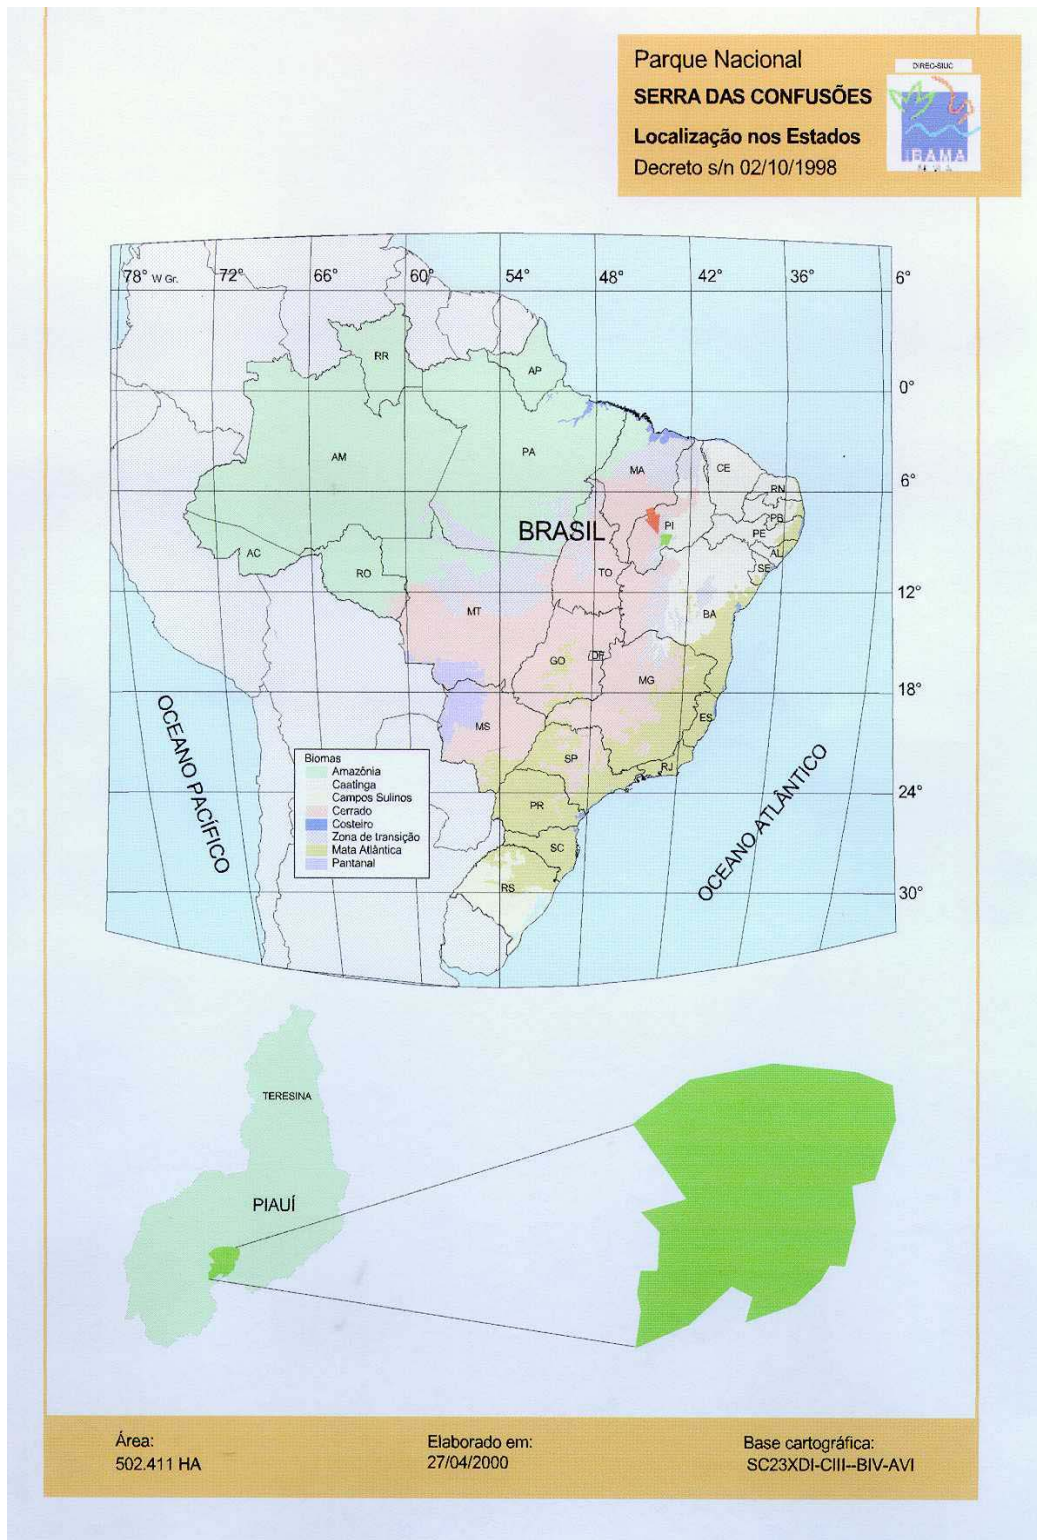 Parque Nacional
SERRA DAS CONFUSÕES
Localização nos Estados
Decreto s/n 02/10/1998
DIREC-SIUC
IBAMA
M M A
78° W Gr. 72° 66° 60° 54° 48° 42° 36° 6°
RR
AP
0°
AM
PA
MA
CE
6°
RN
PB
PI
PE
BRASIL
AL
AC
SE
RO
TO
12°
MT
BA
GO
DF
MG
18°
MS
ES
SP
RJ
24°
PR
SC
RS
30°
OCEANO PACÍFICO
OCEANO ATLÂNTICO
Biomas
Amazônia
Caatinga
Campos Sulinos
Cerrado
Costeiro
Zona de transição
Mata Atlântica
Pantanal
TERESINA
PIAUÍ
Área:
502.411 HA
Elaborado em:
27/04/2000
Base cartográfica:
SC23XDI-CIII--BIV-AVI